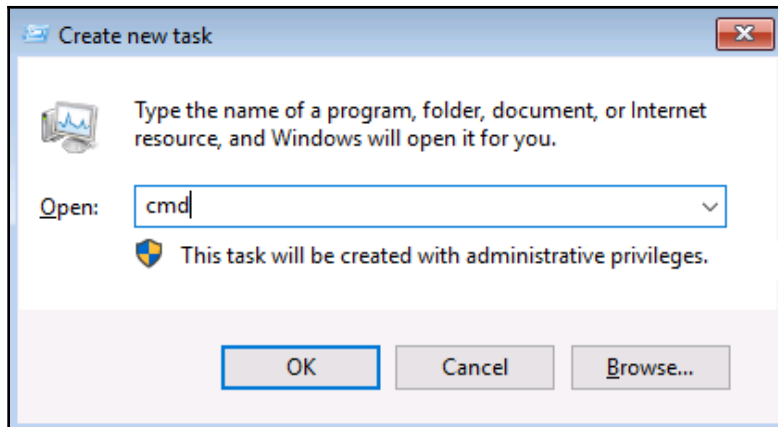 Create new task
Type the name of a program, folder, document, or Internet
resource, and Windows will open it for you.
Open:
cmd
This task will be created with administrative privileges.
OK
Cancel
Browse...